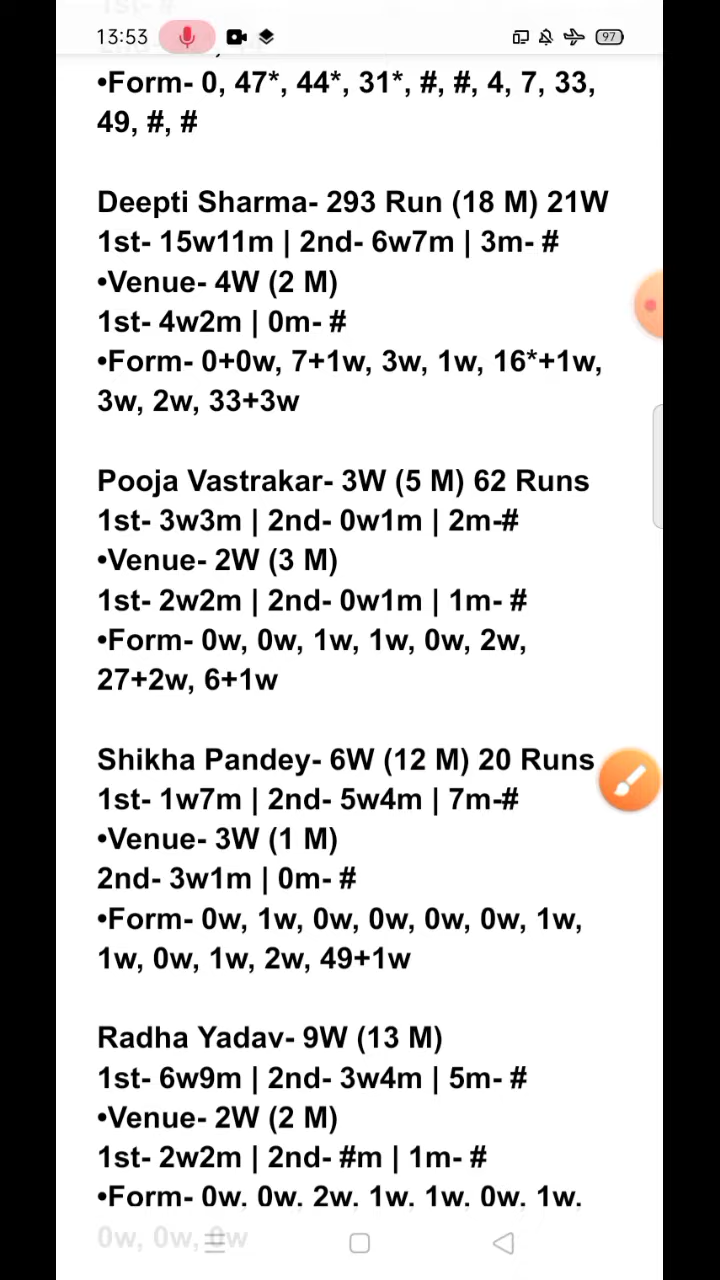 1st- #
13:53
97
•Form- 0, 47*, 44*, 31*, #, #, 4, 7, 33,
49, #, #
Deepti Sharma- 293 Run (18 M) 21W
1st- 15w11m | 2nd- 6w7m | 3m- #
•Venue- 4W (2 M)
1st- 4w2m | 0m- #
•Form- 0+0w, 7+1w, 3w, 1w, 16*+1w,
3w, 2w, 33+3w
Pooja Vastrakar- 3W (5 M) 62 Runs
1st- 3w3m | 2nd- 0w1m | 2m-#
•Venue- 2W (3 M)
1st- 2w2m | 2nd- 0w1m | 1m- #
•Form- 0w, 0w, 1w, 1w, 0w, 2w,
27+2w, 6+1w
Shikha Pandey- 6W (12 M) 20 Runs
1st- 1w7m | 2nd- 5w4m | 7m-#
•Venue- 3W (1 M)
2nd- 3w1m | 0m- #
•Form- 0w, 1w, 0w, 0w, 0w, 0w, 1w,
1w, 0w, 1w, 2w, 49+1w
Radha Yadav- 9W (13 M)
1st- 6w9m | 2nd- 3w4m | 5m- #
•Venue- 2W (2 M)
1st- 2w2m | 2nd- #m | 1m- #
•Form- 0w, 0w, 2w, 1w, 1w, 0w, 1w,
0w, 0w, 0w